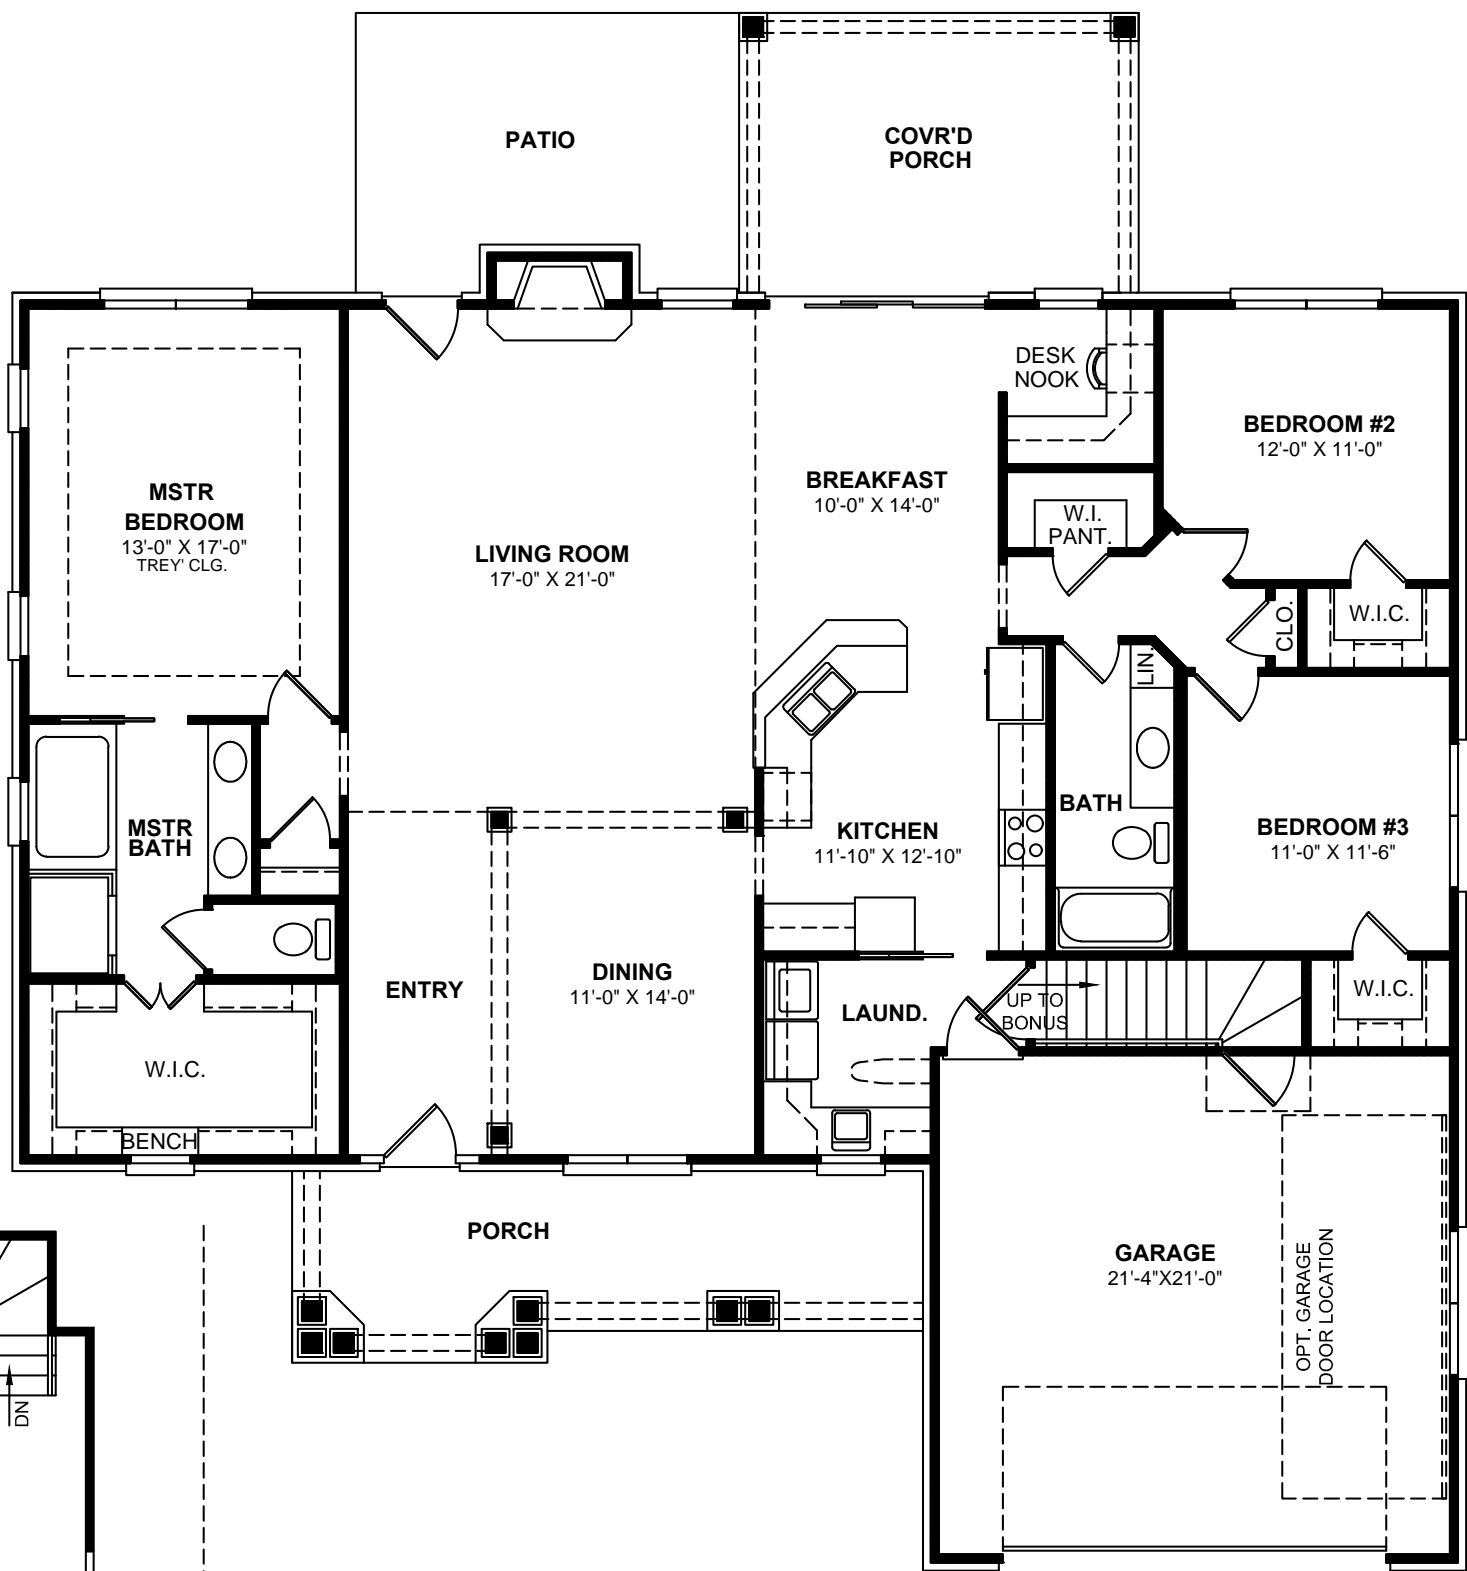 PATIO
COVR'D
PORCH
DESK
NOOK
BEDROOM #2
12'-0" X 11'-0"
MSTR
BEDROOM
13'-0" X 17'-0"
TREY' CLG.
BREAKFAST
10'-0" X 14'-0"
W.I.
PANT.
LIVING ROOM
17'-0" X 21'-0"
W.I.C.
CLO.
LIN.
MSTR
BATH
KITCHEN
11'-10" X 12'-10"
BATH
BEDROOM #3
11'-0" X 11'-6"
ENTRY
DINING
11'-0" X 14'-0"
LAUND.
UP TO
BONUS
W.I.C.
W.I.C.
BENCH
PORCH
GARAGE
21'-4"X21'-0"
OPT. GARAGE
DOOR LOCATION
DN